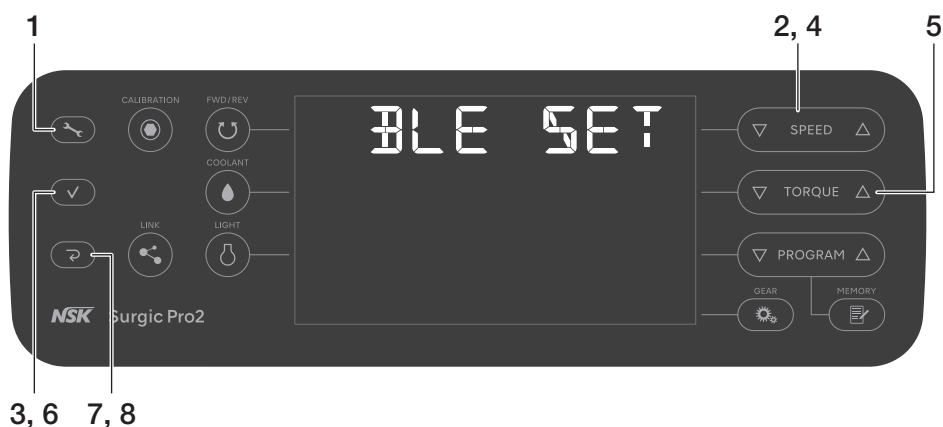 1
2, 4
5
CALIBRATION
FWD/REV
BLE SET
SPEED
COOLANT
TORQUE
LINK
LIGHT
PROGRAM
GEAR
MEMORY
NSK Surgic Pro2
3, 6
7, 8